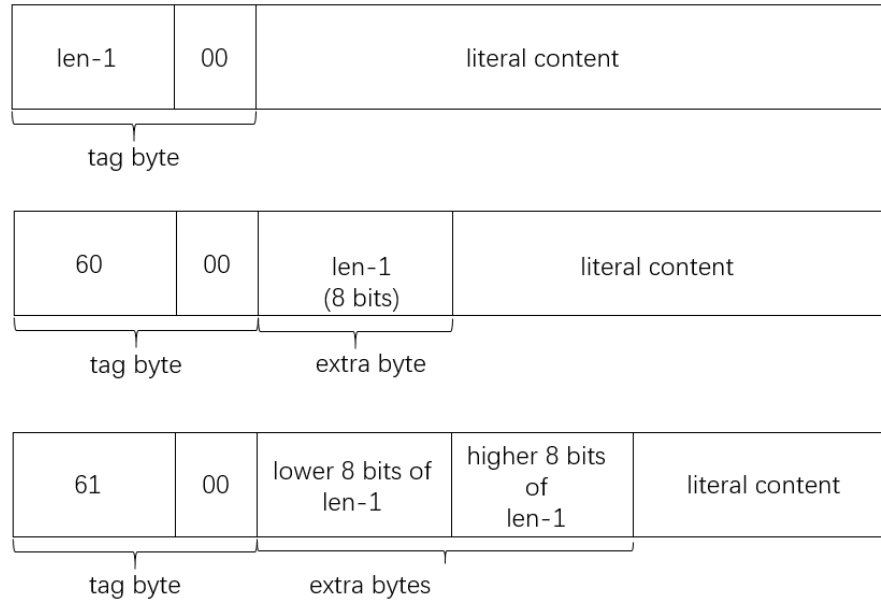 len-1 00 literal content
tag byte
60 00 len-1 literal content
(8 bits)
tag byte extra byte
61 00 lower 8 bits of higher 8 bits literal content
len-1 of
len-1
tag byte extra bytes